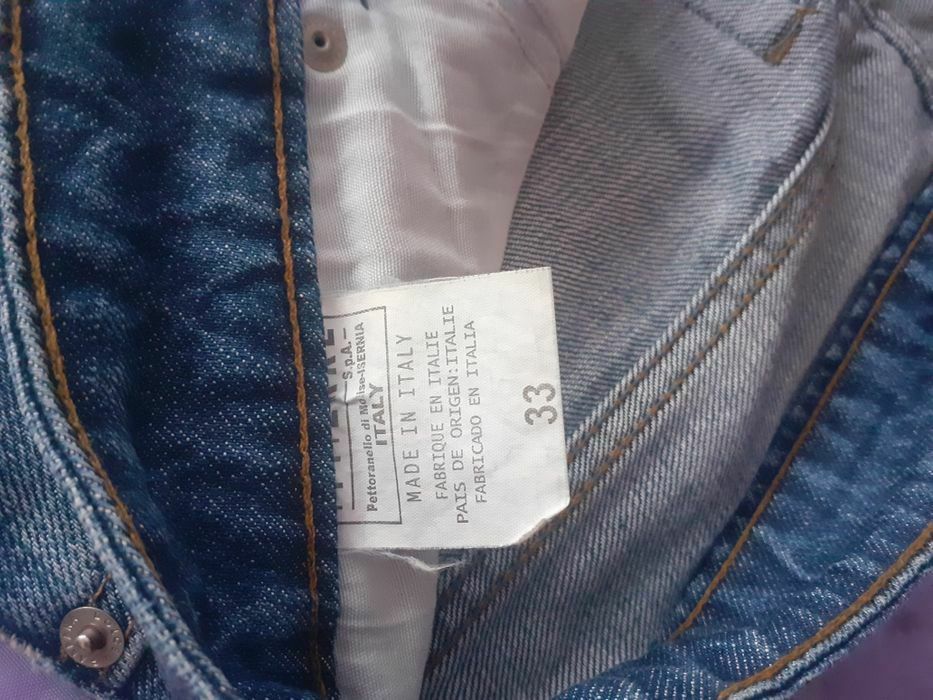 S.p.A.
Pettoranello di Molise-ISERNIA
ITALY
MADE IN ITALY
FABRIQUE EN ITALIE
PAIS DE ORIGEN:ITALIE
FABRICADO EN ITALIA
33